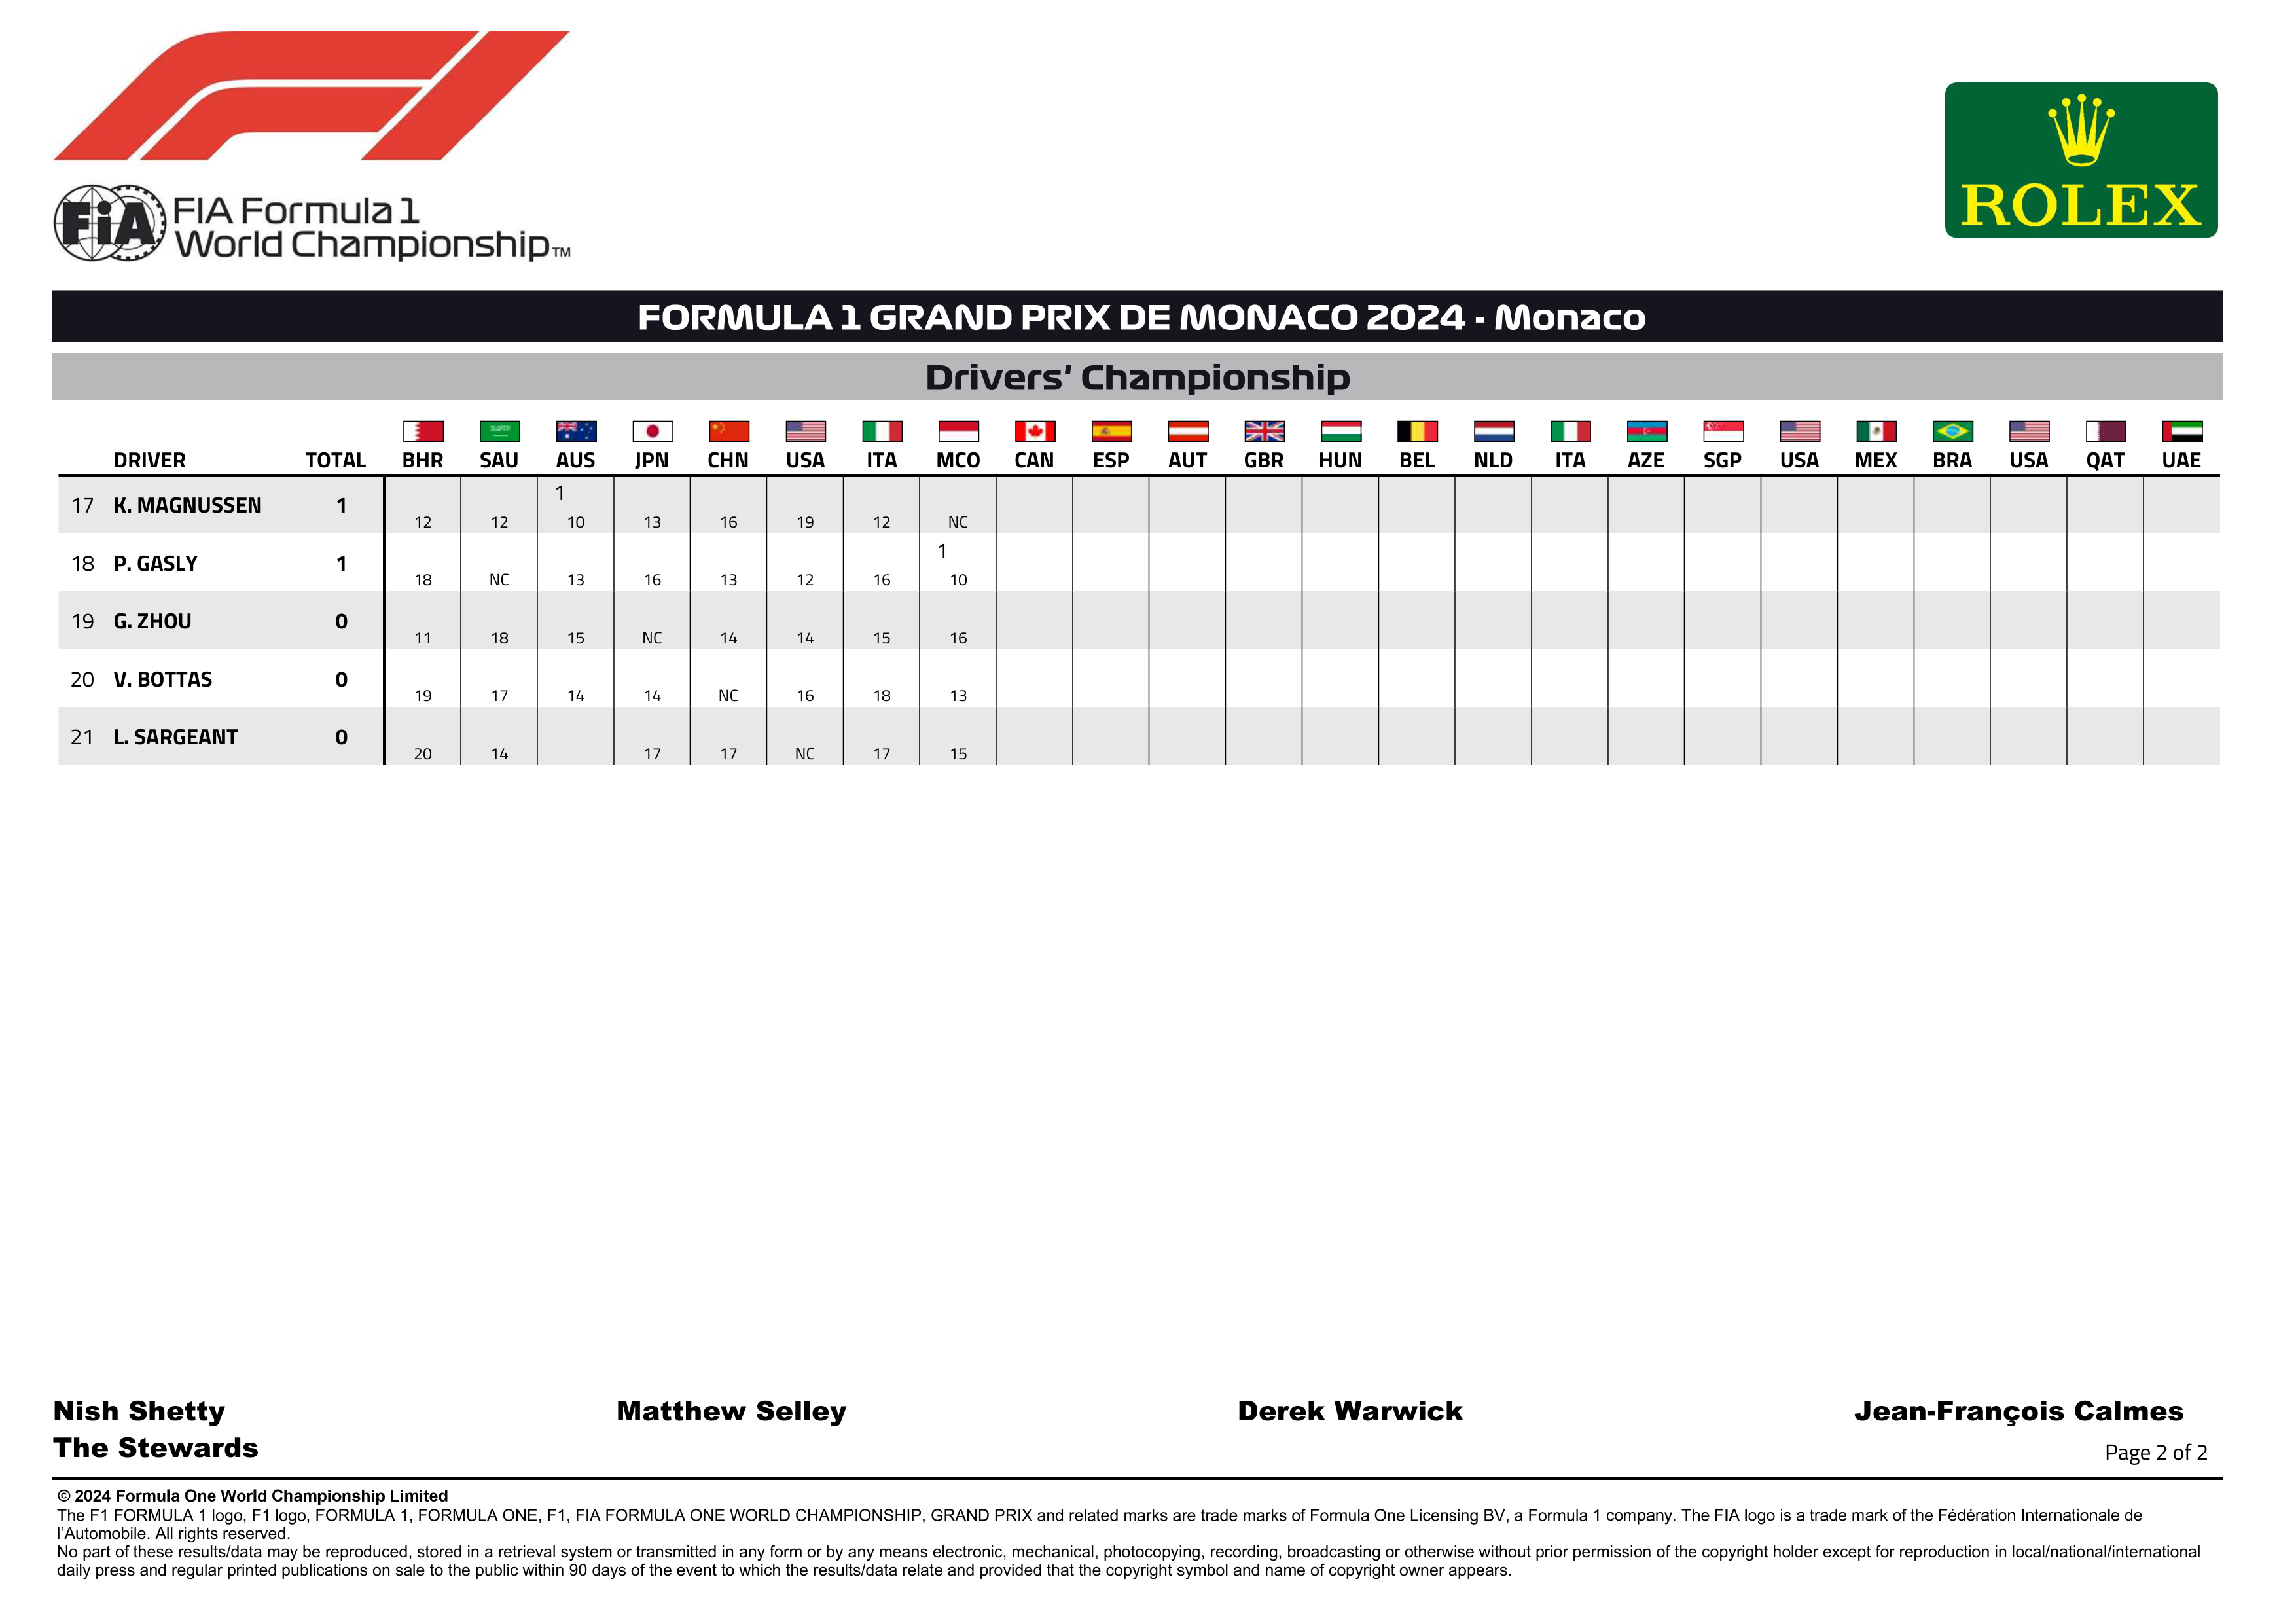 FIA Formula 1
World Championship™
ROLEX
FORMULA 1 GRAND PRIX DE MONACO 2024 - Monaco
Drivers' Championship
DRIVER TOTAL BHR SAU AUS JPN CHN USA ITA MCO CAN ESP AUT GBR HUN BEL NLD ITA AZE SGP USA MEX BRA USA QAT UAE
1
17 K. MAGNUSSEN 1
12 12 10 13 16 19 12 NC
1
18 P. GASLY 1
18 NC 13 16 13 12 16 10
19 G. ZHOU 0
11 18 15 NC 14 14 15 16
20 V. BOTTAS 0
19 17 14 14 NC 16 18 13
21 L. SARGEANT 0
20 14 17 17 NC 17 15
Nish Shetty Matthew Selley Derek Warwick Jean-François Calmes
The Stewards
Page 2 of 2
© 2024 Formula One World Championship Limited
The F1 FORMULA 1 logo, F1 logo, FORMULA 1, FORMULA ONE, F1, FIA FORMULA ONE WORLD CHAMPIONSHIP, GRAND PRIX and related marks are trade marks of Formula One Licensing BV, a Formula 1 company. The FIA logo is a trade mark of the Fédération Internationale de
l'Automobile. All rights reserved.
No part of these results/data may be reproduced, stored in a retrieval system or transmitted in any form or by any means electronic, mechanical, photocopying, recording, broadcasting or otherwise without prior permission of the copyright holder except for reproduction in local/national/international
daily press and regular printed publications on sale to the public within 90 days of the event to which the results/data relate and provided that the copyright symbol and name of copyright owner appears.